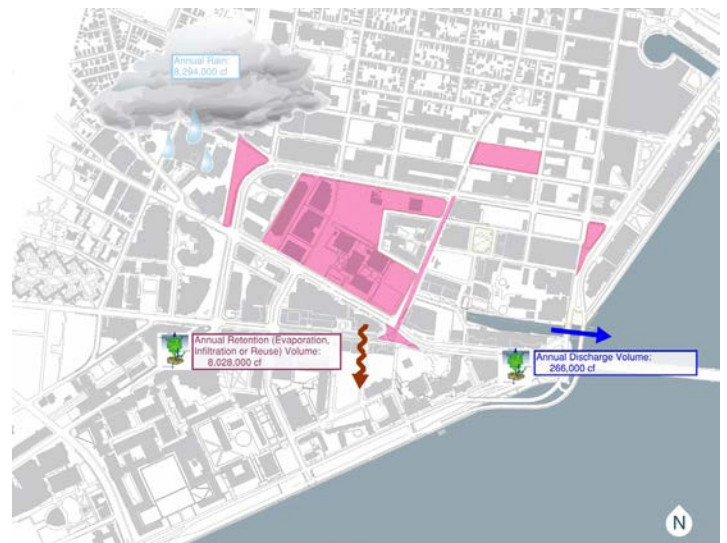 Annual Rain:
8,294,000 cf
Annual Retention (Evaporation,
Infiltration or Reuse) Volume:
8,028,000 cf
Annual Discharge Volume:
266,000 cf
N